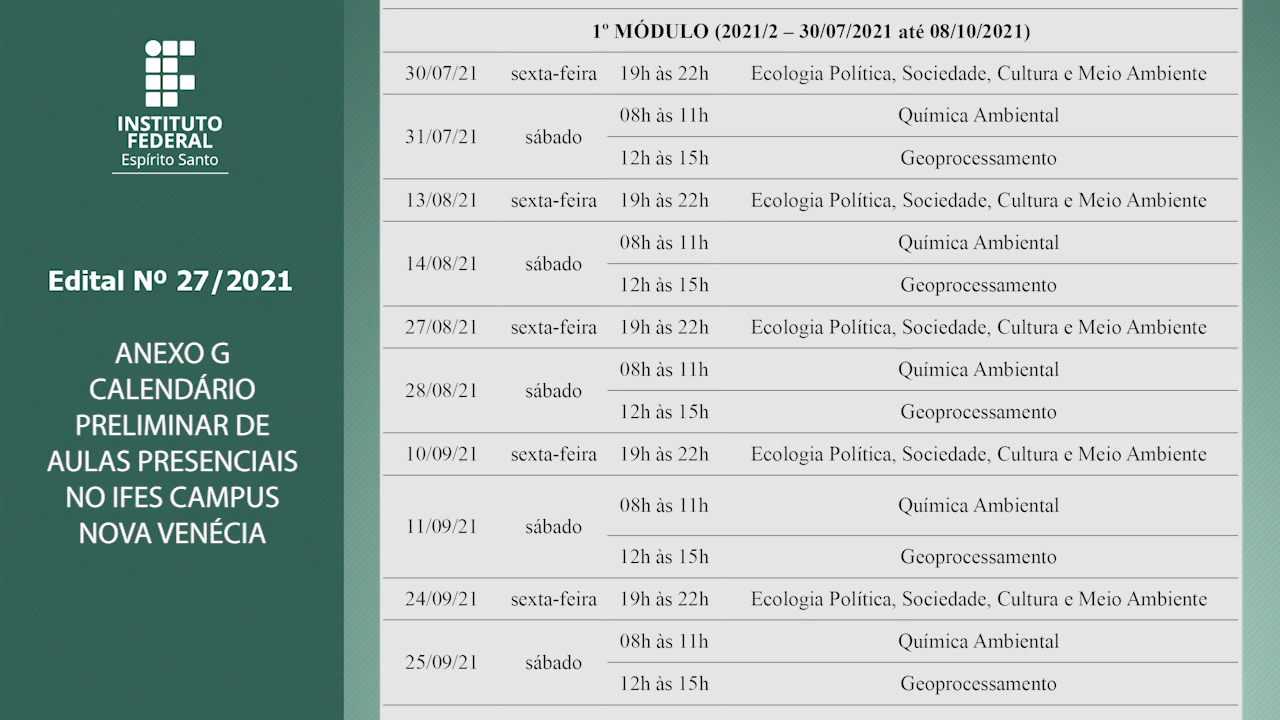 INSTITUTO
FEDERAL
Espírito Santo
Edital Nº 27/2021
ANEXO G
CALENDÁRIO
PRELIMINAR DE
AULAS PRESENCIAIS
NO IFES CAMPUS
NOVA VENÉCIA
1º MÓDULO (2021/2 – 30/07/2021 até 08/10/2021)
30/07/21 sexta-feira 19h às 22h Ecologia Política, Sociedade, Cultura e Meio Ambiente
31/07/21 sábado 08h às 11h Química Ambiental
12h às 15h Geoprocessamento
13/08/21 sexta-feira 19h às 22h Ecologia Política, Sociedade, Cultura e Meio Ambiente
14/08/21 sábado 08h às 11h Química Ambiental
12h às 15h Geoprocessamento
27/08/21 sexta-feira 19h às 22h Ecologia Política, Sociedade, Cultura e Meio Ambiente
28/08/21 sábado 08h às 11h Química Ambiental
12h às 15h Geoprocessamento
10/09/21 sexta-feira 19h às 22h Ecologia Política, Sociedade, Cultura e Meio Ambiente
11/09/21 sábado 08h às 11h Química Ambiental
12h às 15h Geoprocessamento
24/09/21 sexta-feira 19h às 22h Ecologia Política, Sociedade, Cultura e Meio Ambiente
25/09/21 sábado 08h às 11h Química Ambiental
12h às 15h Geoprocessamento